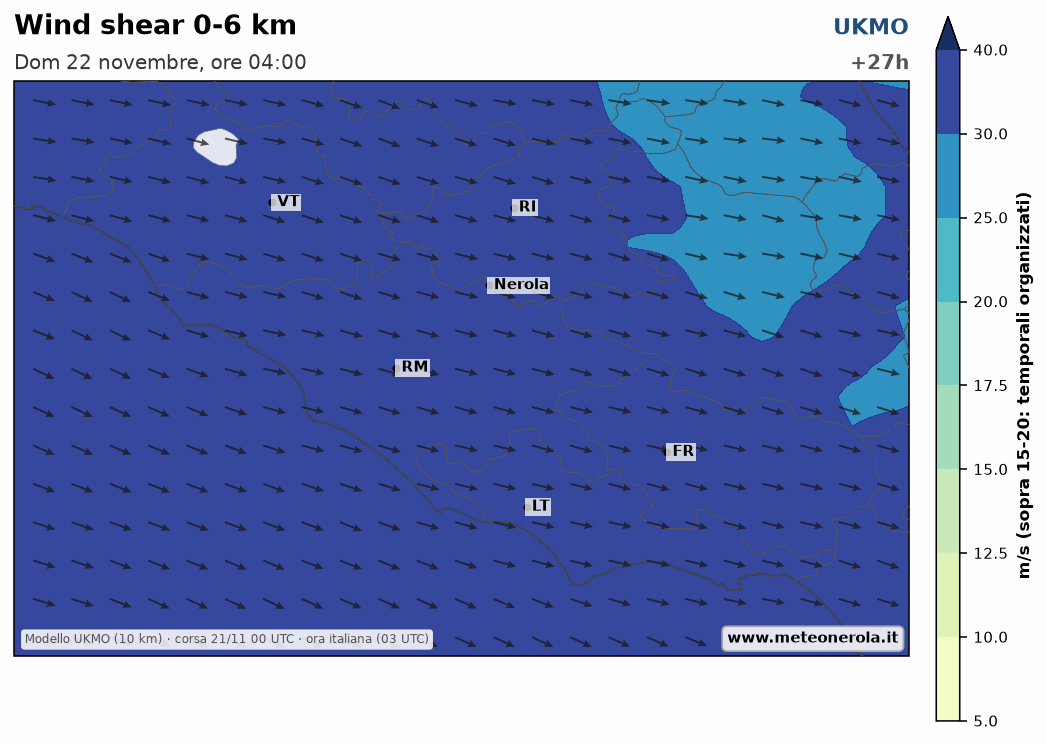 Wind shear 0-6 km
UKMO
Dom 22 novembre, ore 04:00
+27h
40.0
30.0
25.0
20.0
17.5
15.0
12.5
10.0
5.0
m/s (sopra 15-20: temporali organizzati)
VT
RI
Nerola
RM
FR
LT
Modello UKMO (10 km) · corsa 21/11 00 UTC · ora italiana (03 UTC)
www.meteonerola.it